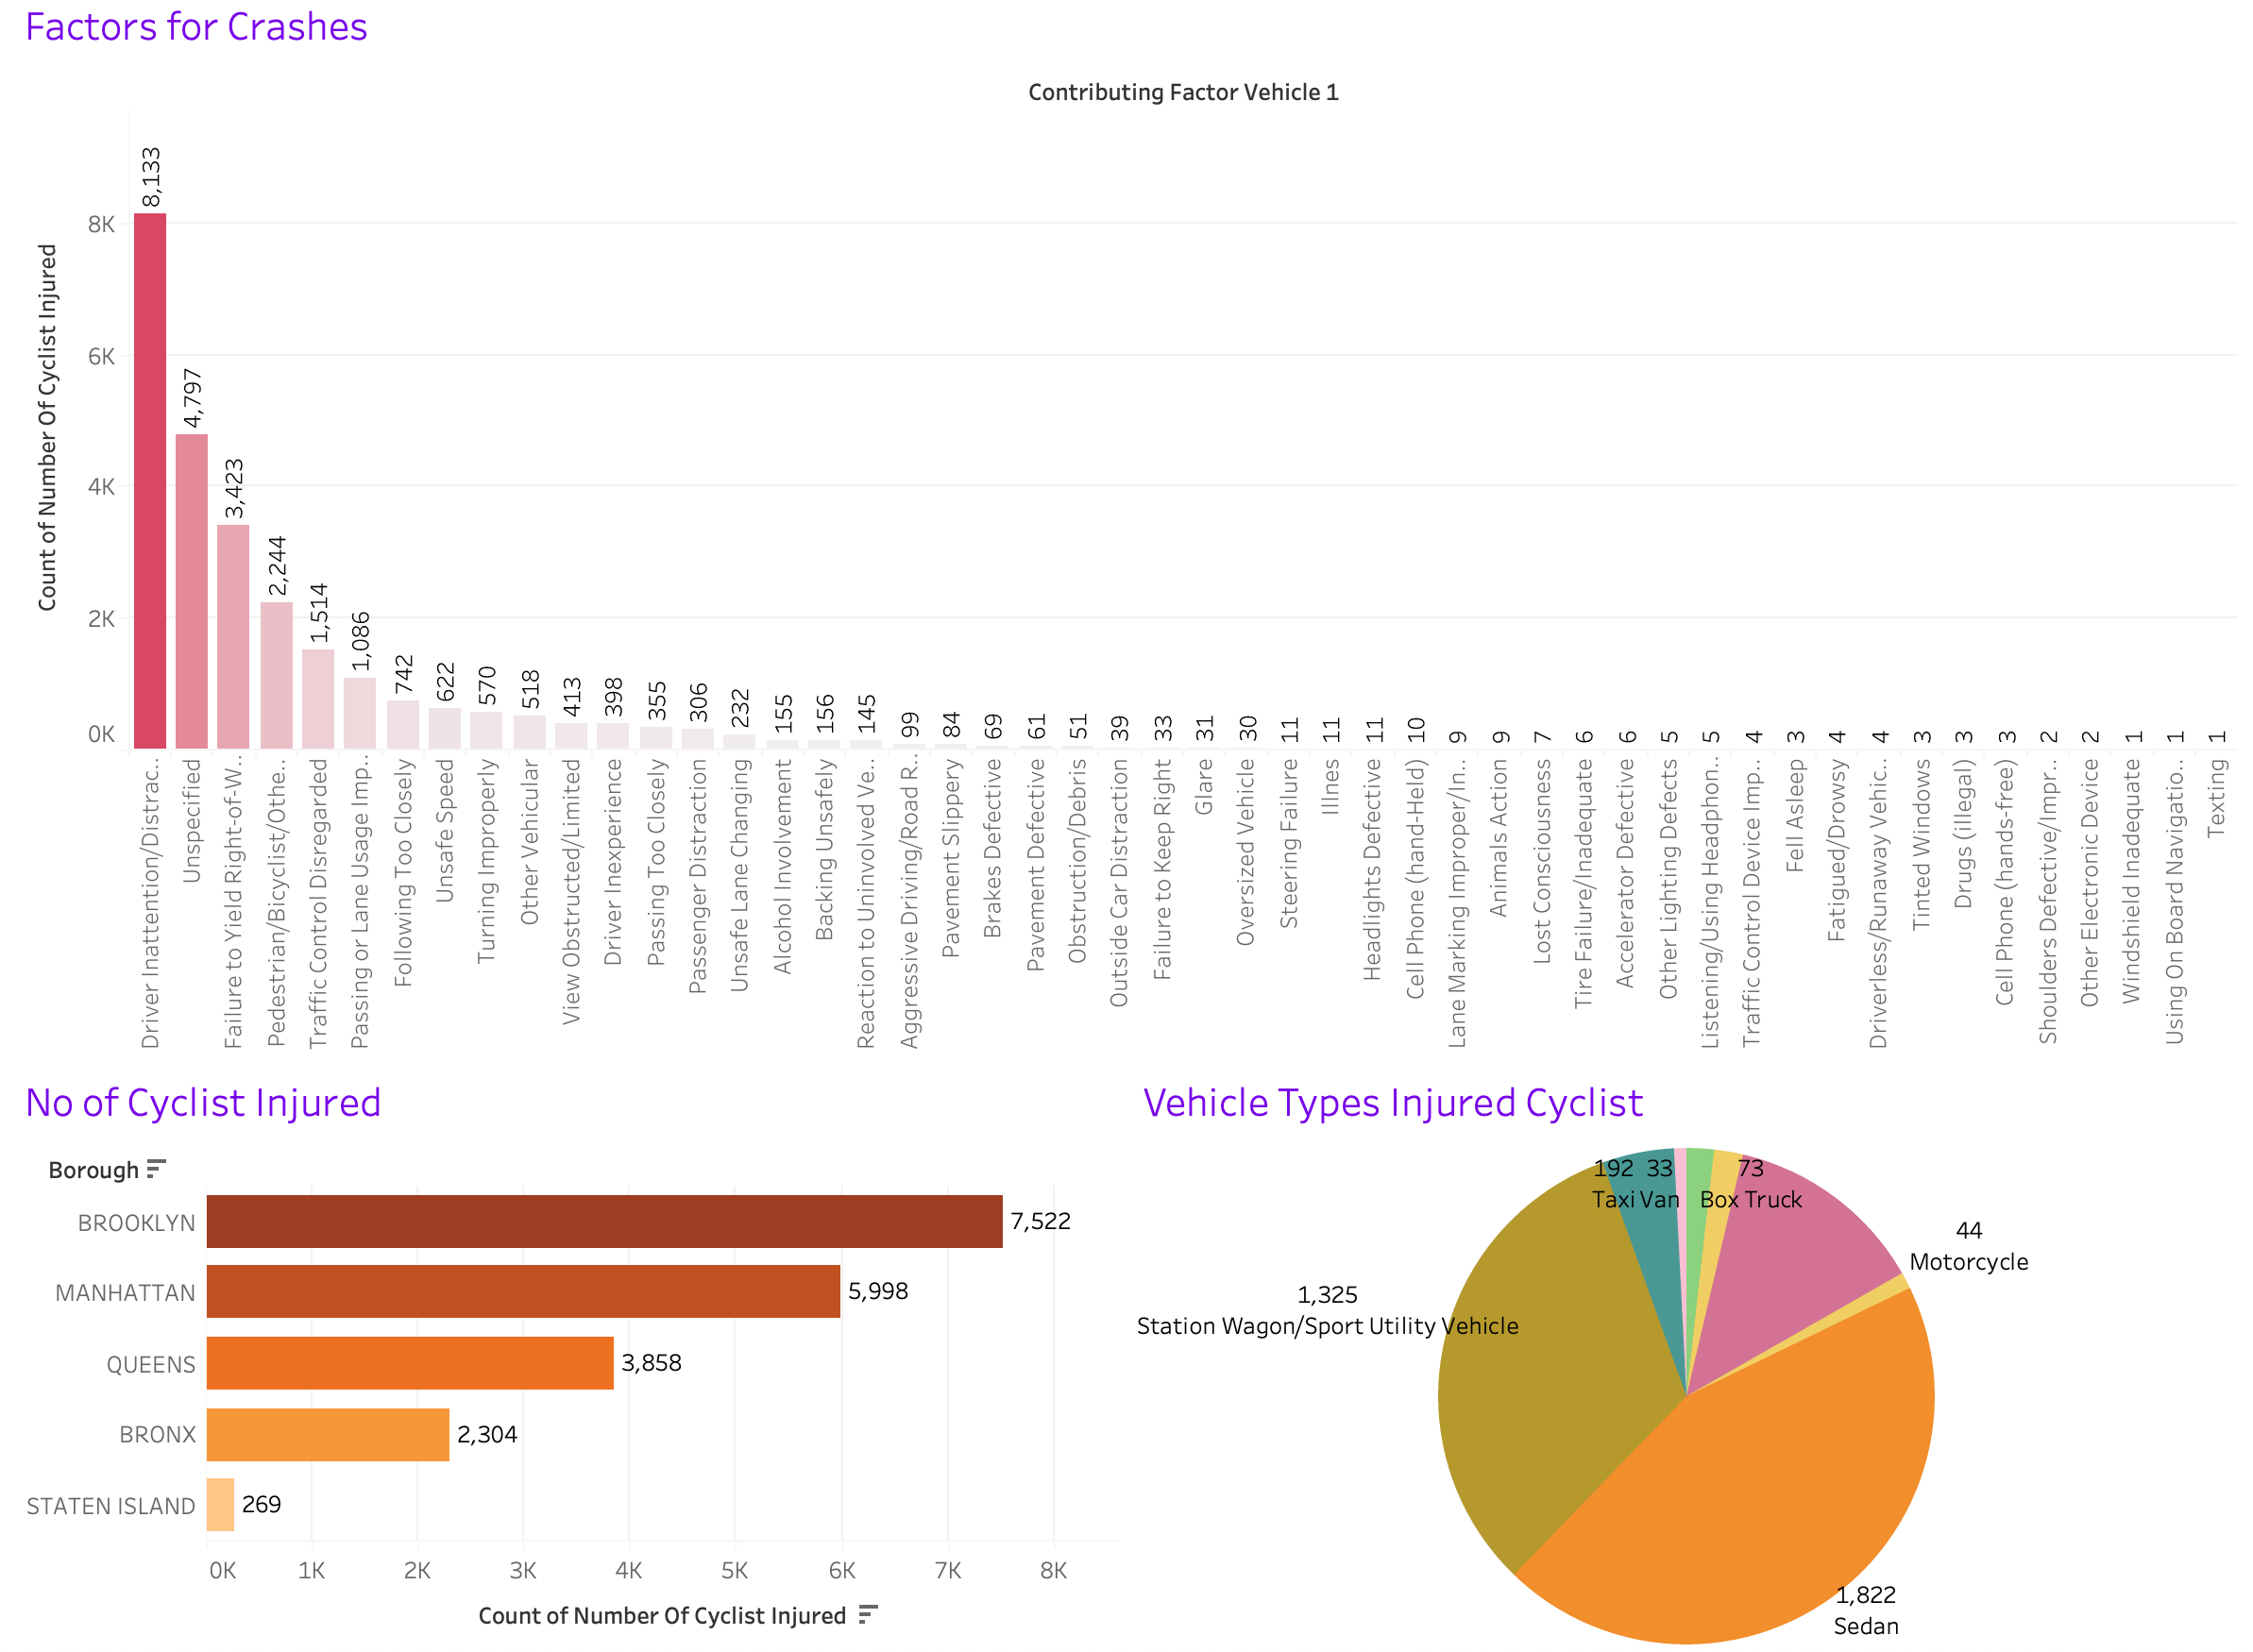 Factors for Crashes
Contributing Factor Vehicle 1
Count of Number Of Cyclist Injured
8K
6K
4K
2K
0K
8,133
4,797
3,423
2,244
1,514
1,086
742
622
570
518
413
398
355
306
232
155
156
145
99
84
69
61
51
39
33
31
30
11
11
11
10
9
9
7
6
6
5
5
4
3
4
4
3
3
3
2
2
1
1
1
Driver Inattention/Distrac..
Unspecified
Failure to Yield Right-of-W..
Pedestrian/Bicyclist/Othe..
Traffic Control Disregarded
Passing or Lane Usage Imp..
Following Too Closely
Unsafe Speed
Turning Improperly
Other Vehicular
View Obstructed/Limited
Driver Inexperience
Passing Too Closely
Passenger Distraction
Unsafe Lane Changing
Alcohol Involvement
Backing Unsafely
Reaction to Uninvolved Ve..
Aggressive Driving/Road R..
Pavement Slippery
Brakes Defective
Pavement Defective
Obstruction/Debris
Outside Car Distraction
Failure to Keep Right
Glare
Oversized Vehicle
Steering Failure
Illnes
Headlights Defective
Cell Phone (hand-Held)
Lane Marking Improper/In..
Animals Action
Lost Consciousness
Tire Failure/Inadequate
Accelerator Defective
Other Lighting Defects
Listening/Using Headphon..
Traffic Control Device Imp..
Fell Asleep
Fatigued/Drowsy
Driverless/Runaway Vehic..
Tinted Windows
Drugs (illegal)
Cell Phone (hands-free)
Shoulders Defective/Impr..
Other Electronic Device
Windshield Inadequate
Using On Board Navigatio..
Texting
No of Cyclist Injured
Borough
BROOKLYN 7,522
MANHATTAN 5,998
QUEENS 3,858
BRONX 2,304
STATEN ISLAND 269
0K 1K 2K 3K 4K 5K 6K 7K 8K
Count of Number Of Cyclist Injured
Vehicle Types Injured Cyclist
192
Taxi
33
Van
73
Box Truck
44
Motorcycle
1,325
Station Wagon/Sport Utility Vehicle
1,822
Sedan